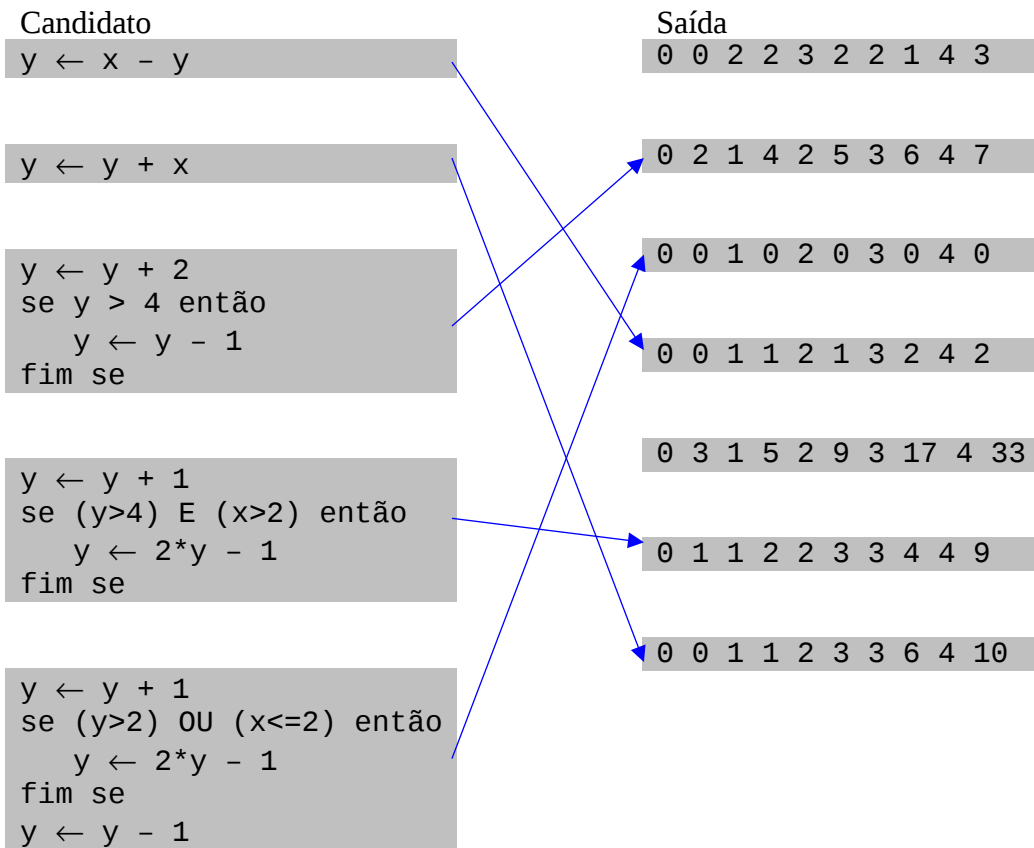 Candidato
y ← x – y
y ← y + x
y ← y + 2
se y > 4 então
y ← y – 1
fim se
y ← y + 1
se (y>4) E (x>2) então
y ← 2*y – 1
fim se
y ← y + 1
se (y>2) OU (x<=2) então
y ← 2*y – 1
fim se
y ← y – 1
Saída
0 0 2 2 3 2 2 1 4 3
0 2 1 4 2 5 3 6 4 7
0 0 1 0 2 0 3 0 4 0
0 0 1 1 2 1 3 2 4 2
0 3 1 5 2 9 3 17 4 33
0 1 1 2 2 3 3 4 4 9
0 0 1 1 2 3 3 6 4 10